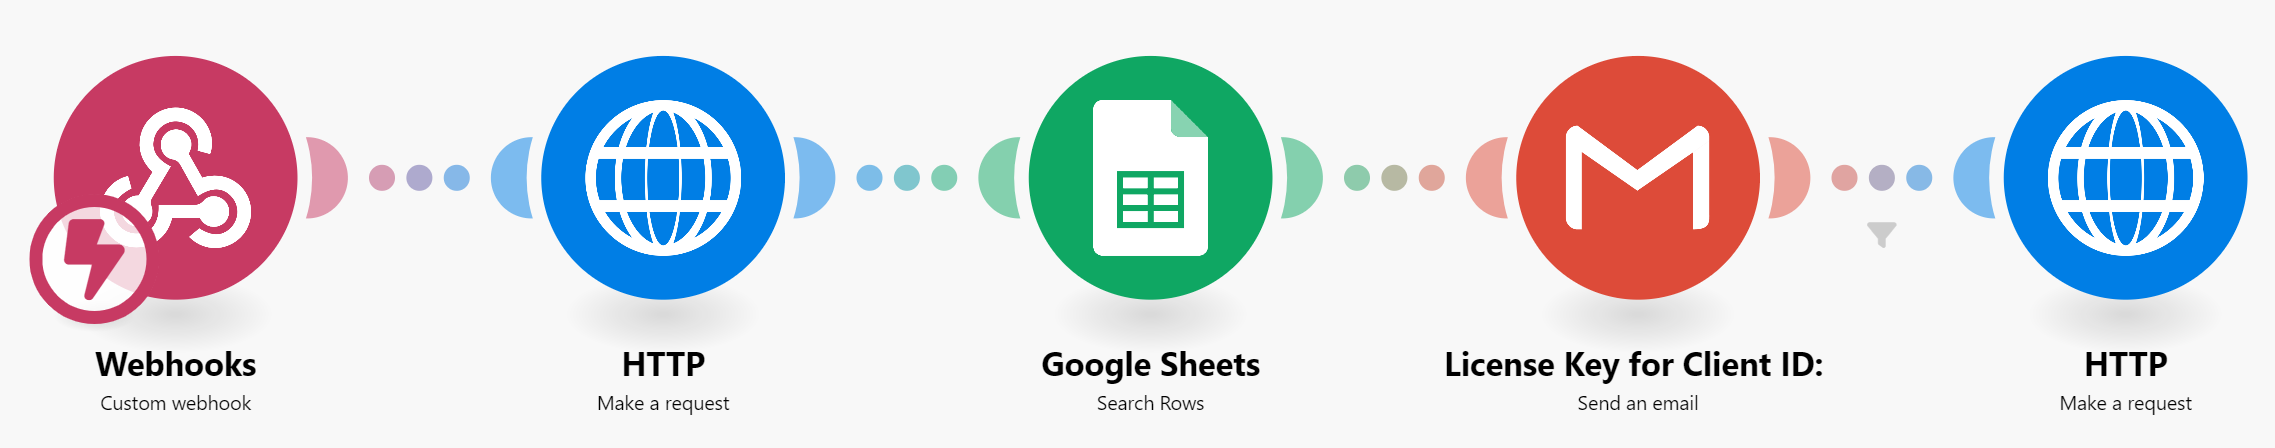 Webhooks
Custom webhook
HTTP
Make a request
Google Sheets
Search Rows
License Key for Client ID:
Send an email
HTTP
Make a request